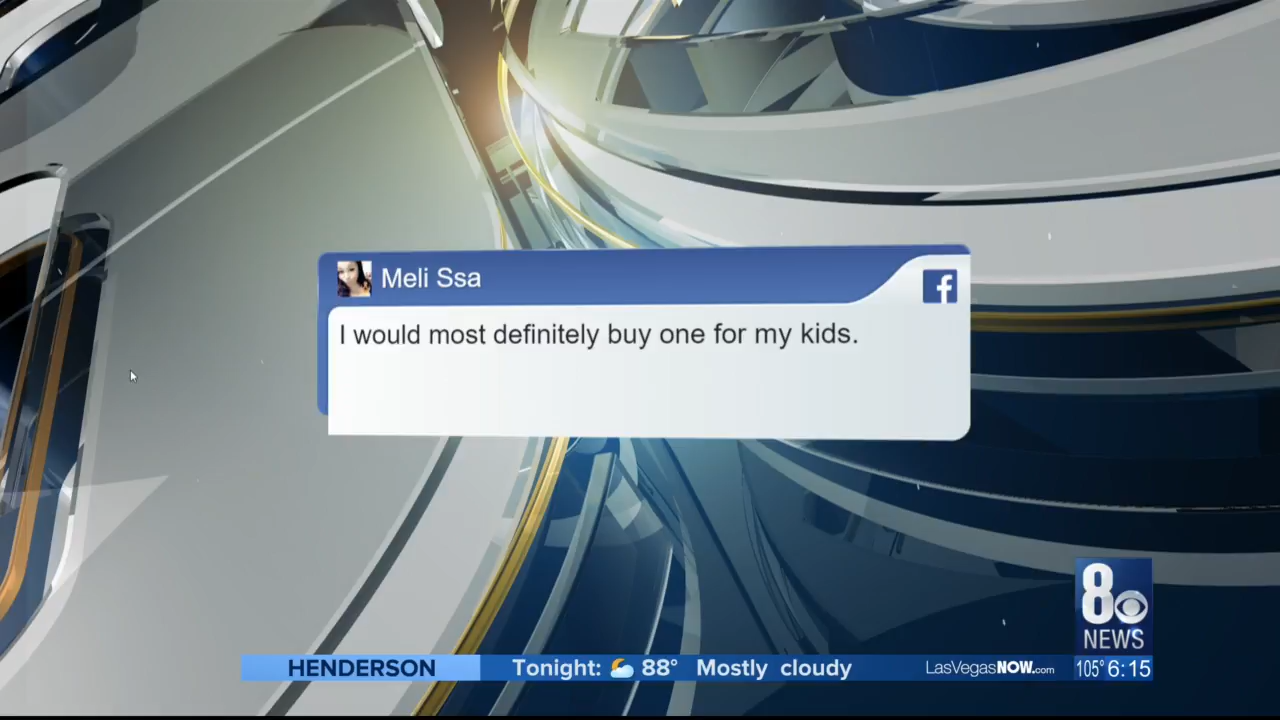 Meli Ssa
f
I would most definitely buy one for my kids.
8
NEWS
HENDERSON
Tonight: 88° Mostly cloudy
LasVegasNOW.com
105° 6:15